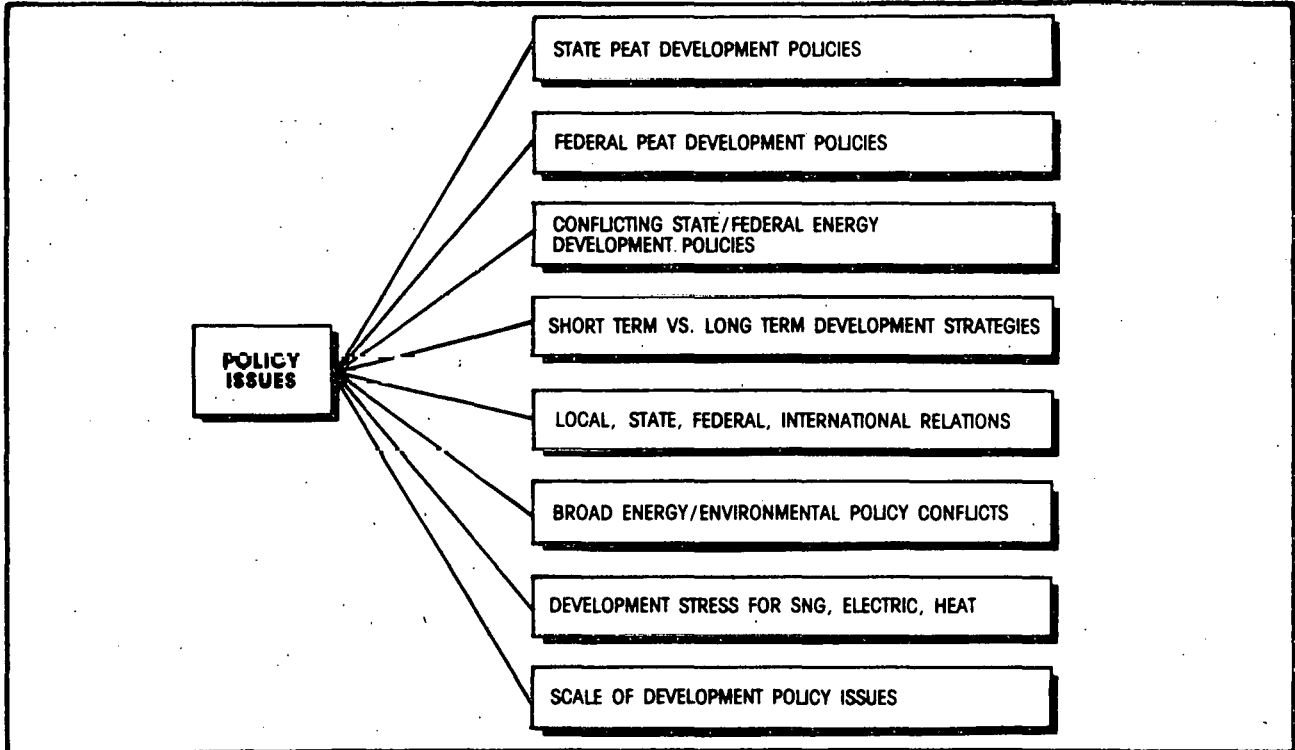 STATE PEAT DEVELOPMENT POLICIES
FEDERAL PEAT DEVELOPMENT POLICIES
CONFLICTING STATE/FEDERAL ENERGY
DEVELOPMENT POLICIES
SHORT TERM VS. LONG TERM DEVELOPMENT STRATEGIES
POLICY
ISSUES
LOCAL, STATE, FEDERAL, INTERNATIONAL RELATIONS
BROAD ENERGY/ENVIRONMENTAL POLICY CONFLICTS
DEVELOPMENT STRESS FOR SNG, ELECTRIC, HEAT
SCALE OF DEVELOPMENT POLICY ISSUES